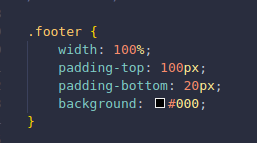 .footer {
    width: 100%;
    padding-top: 100px;
    padding-bottom: 20px;
    background: #000;
}